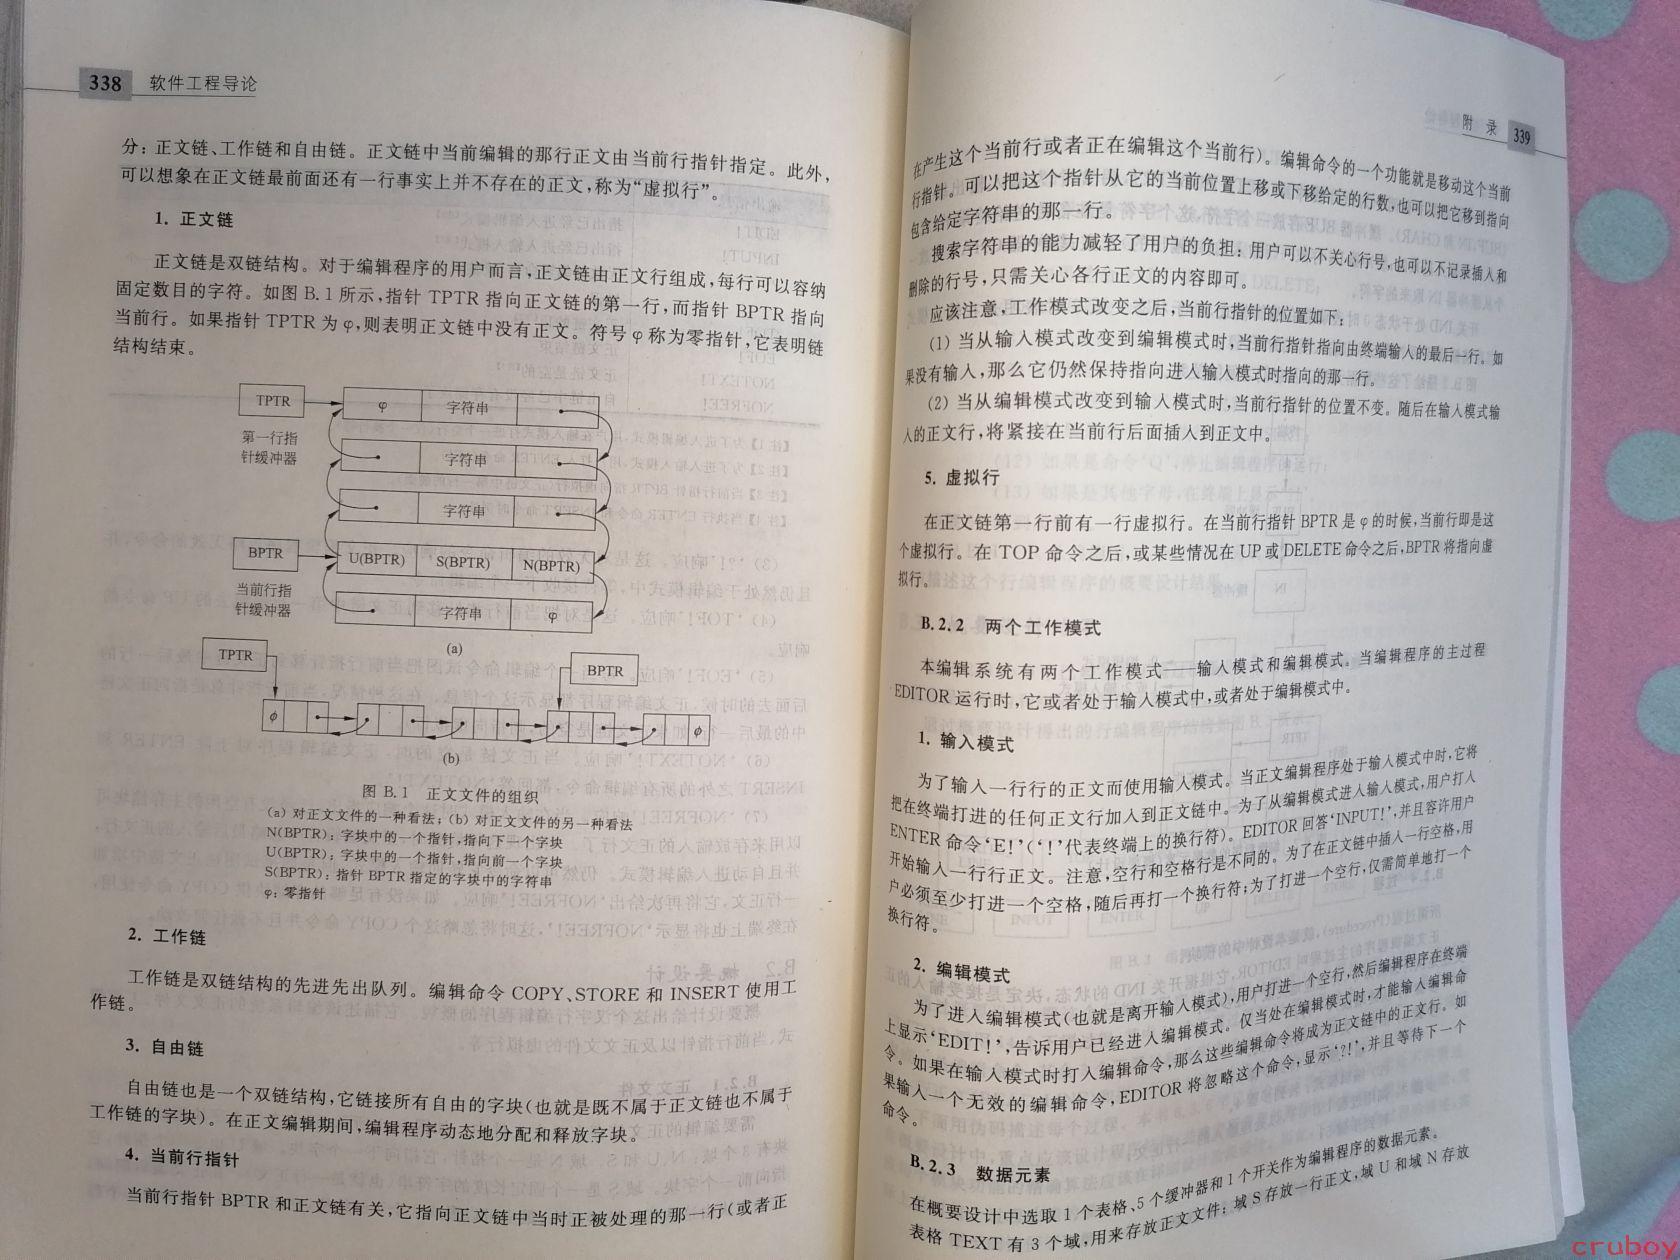 338 软件工程导论
分：正文链、工作链和自由链。正文链中当前编辑的那行正文由当前行指针指定。此外，
可以想象在正文链最前面还有一行事实上并不存在的正文，称为“虚拟行”。
1. 正文链
正文链是双链结构。对于编辑程序的用户而言，正文链由正文行组成，每行可以容纳
固定数目的字符。如图 B.1 所示，指针 TPTR 指向正文链的第一行，而指针 BPTR 指向
当前行。如果指针 TPTR 为 φ，则表明正文链中没有正文。符号 φ 称为零指针，它表明链
结构结束。
TPTR
φ 字符串
第一行指
针缓冲器
字符串
字符串
BPTR
U(BPTR) S(BPTR) N(BPTR)
当前行指
针缓冲器
字符串 φ
(a)
TPTR
BPTR
φ φ
(b)
图 B.1 正文文件的组织
(a) 对正文文件的一种看法；(b) 对正文文件的另一种看法
N(BPTR)：字块中的一个指针，指向下一个字块
U(BPTR)：字块中的一个指针，指向前一个字块
S(BPTR)：指针 BPTR 指定的字块中的字符串
φ：零指针
2. 工作链
工作链是双链结构的先进先出队列。编辑命令 COPY、STORE 和 INSERT 使用工
作链。
3. 自由链
自由链也是一个双链结构，它链接所有自由的字块(也就是既不属于正文链也不属于
工作链的字块)。在正文编辑期间，编辑程序动态地分配和释放字块。
4. 当前行指针
当前行指针 BPTR 和正文链有关，它指向正文链中当时正被处理的那一行(或者正
附 录 339
在产生这个当前行或者正在编辑这个当前行)。编辑命令的一个功能就是移动这个当前
行指针。可以把这个指针从它的当前位置上移或下移给定的行数，也可以把它移到指向
包含给定字符串的那一行。
搜索字符串的能力减轻了用户的负担：用户可以不关心行号，也可以不记录插入和
删除的行号，只需关心各行正文的内容即可。
应该注意，工作模式改变之后，当前行指针的位置如下：
(1) 当从输入模式改变到编辑模式时，当前行指针指向由终端输入的最后一行。如
果没有输入，那么它仍然保持指向进入输入模式时指向的那一行。
(2) 当从编辑模式改变到输入模式时，当前行指针的位置不变。随后在输入模式输
入的正文行，将紧接在当前行后面插入到正文中。
5. 虚拟行
在正文链第一行前有一行虚拟行。在当前行指针 BPTR 是 φ 的时候，当前行即是这
个虚拟行。在 TOP 命令之后，或某些情况在 UP 或 DELETE 命令之后，BPTR 将指向虚
拟行。
B.2.2 两个工作模式
本编辑系统有两个工作模式——输入模式和编辑模式。当编辑程序的主过程
EDITOR 运行时，它或者处于输入模式中，或者处于编辑模式中。
1. 输入模式
为了输入一行行的正文而使用输入模式。当正文编辑程序处于输入模式中时，它将
把在终端打进的任何正文行加入到正文链中。为了从编辑模式进入输入模式，用户打入
ENTER 命令‘E!’(‘!’代表终端上的换行符)。EDITOR 回答‘INPUT!’，并且容许用户
开始输入一行行正文。注意，空行和空格行是不同的。为了在正文链中插入一行空格，用
户必须至少打进一个空格，随后再打一个换行符；为了打进一个空行，仅需简单地打一个
换行符。
2. 编辑模式
为了进入编辑模式(也就是离开输入模式)，用户打进一个空行，然后编辑程序在终端
上显示‘EDIT!’，告诉用户已经进入编辑模式。仅当处在编辑模式时，才能输入编辑命
令。如果在输入模式时打入编辑命令，那么这些编辑命令将成为正文链中的正文行。如
果输入一个无效的编辑命令，EDITOR 将忽略这个命令，显示‘?!’，并且等待下一个
命令。
B.2.3 数据元素
在概要设计中选取 1 个表格、5 个缓冲器和 1 个开关作为编辑程序的数据元素。
表格 TEXT 有 3 个域，用来存放正文文件：域 S 存放一行正文，域 U 和域 N 存放
cruboy